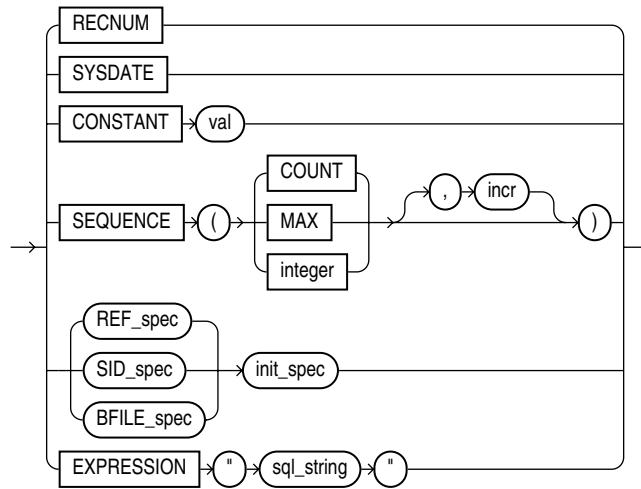 RECNUM
SYSDATE
CONSTANT val
COUNT
, incr
SEQUENCE ( MAX )
integer
REF_spec
SID_spec init_spec
BFILE_spec
EXPRESSION " sql_string "